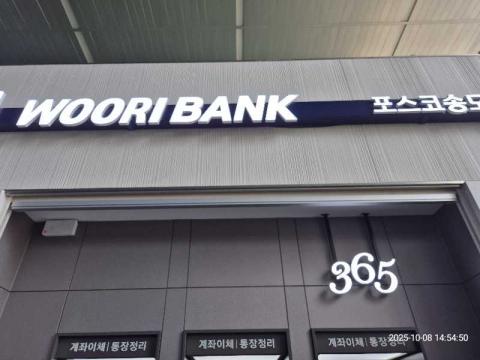 WOORI BANK
포스코송도
365
계좌이체 | 통장정리
계좌이체 | 통장정리
계좌이체 | 통장정리
2025-10-08 14:54:50